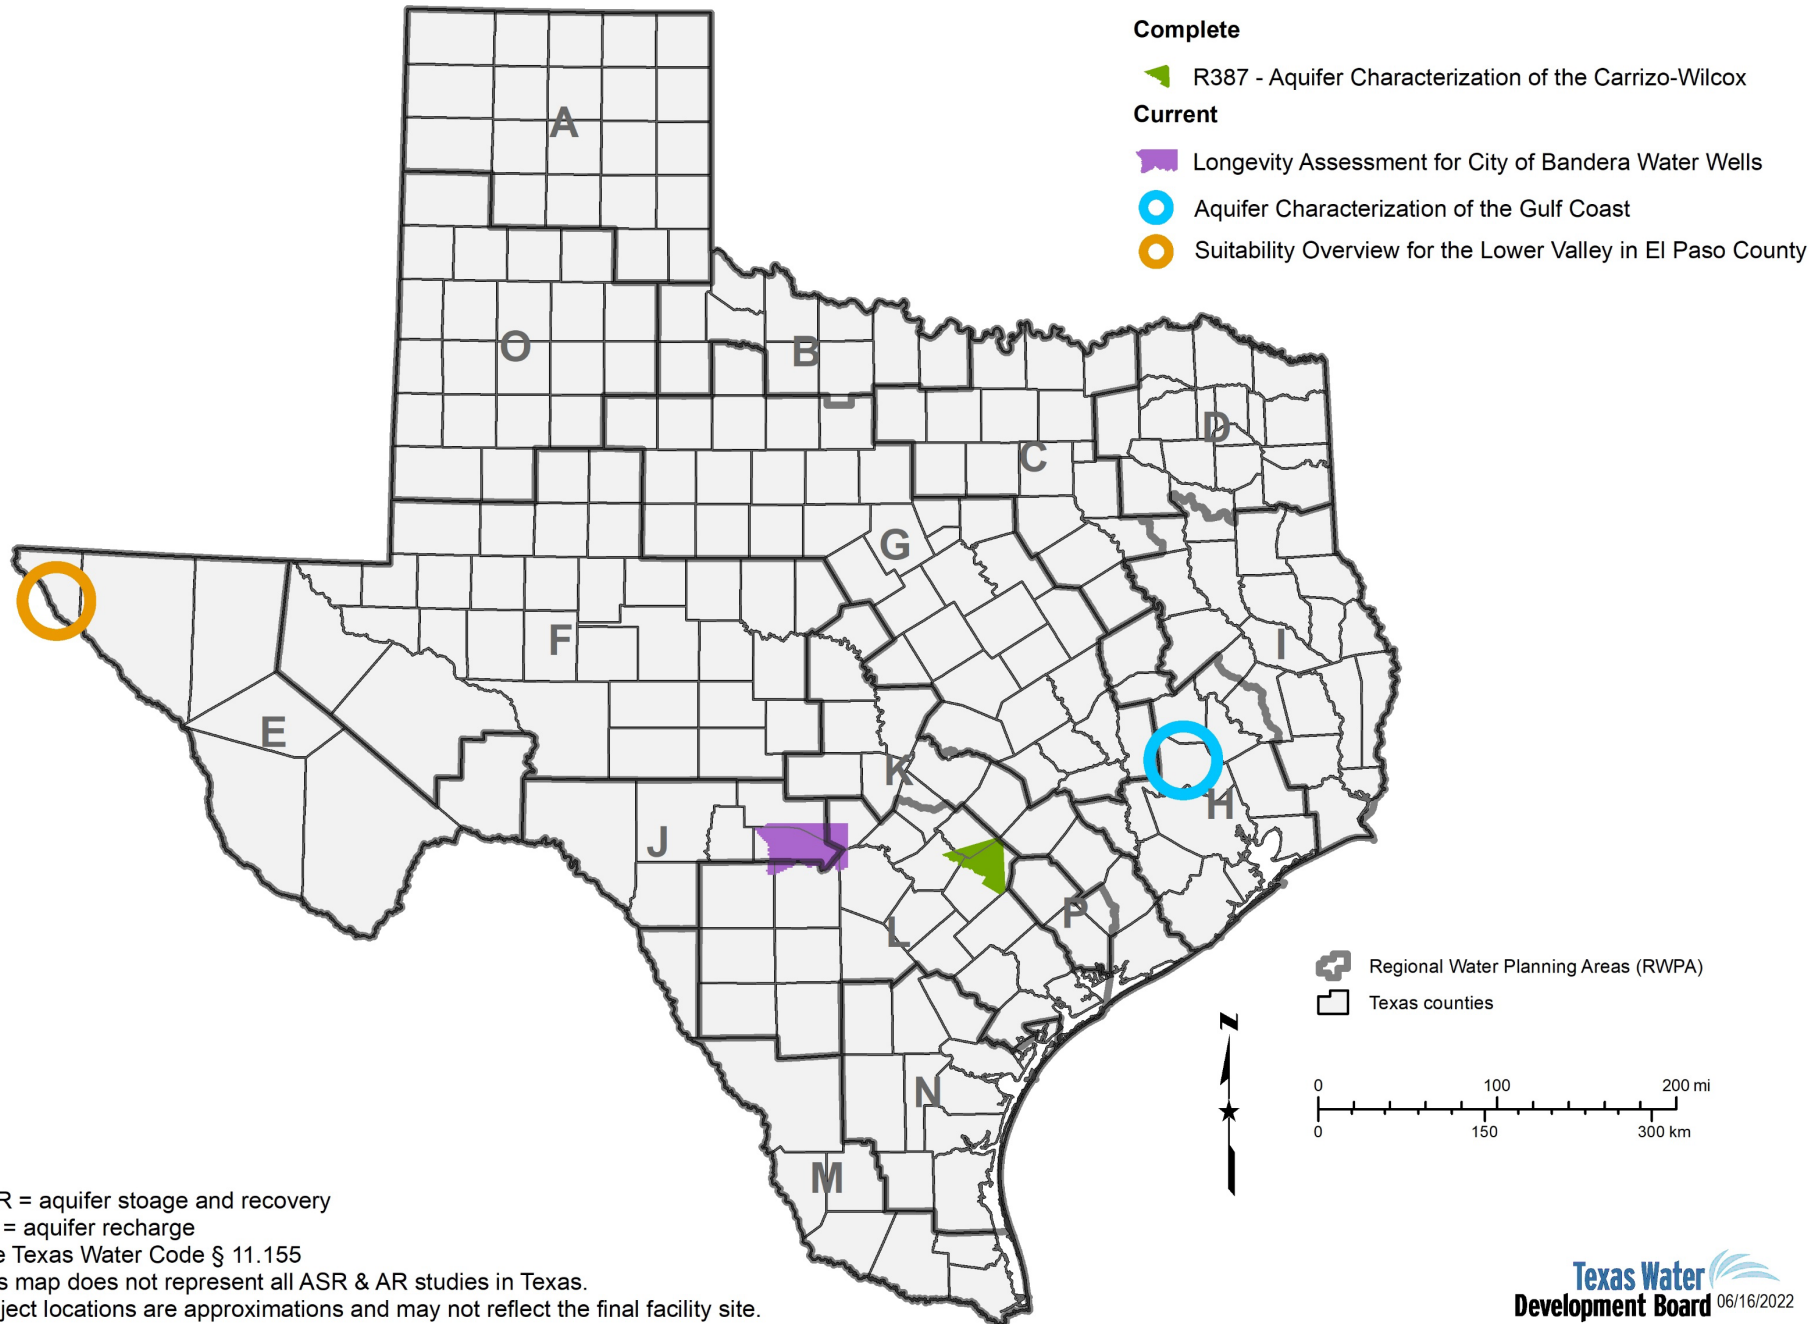 Complete
R387 - Aquifer Characterization of the Carrizo-Wilcox
Current
Longevity Assessment for City of Bandera Water Wells
Aquifer Characterization of the Gulf Coast
Suitability Overview for the Lower Valley in El Paso County
A
O
B
D
C
G
F
I
E
K
H
J
P
L
N
M
Regional Water Planning Areas (RWPA)
Texas counties
N
0 100 200 mi
0 150 300 km
R = aquifer stoage and recovery
= aquifer recharge
e Texas Water Code § 11.155
s map does not represent all ASR & AR studies in Texas.
ject locations are approximations and may not reflect the final facility site.
Texas Water
Development Board 06/16/2022